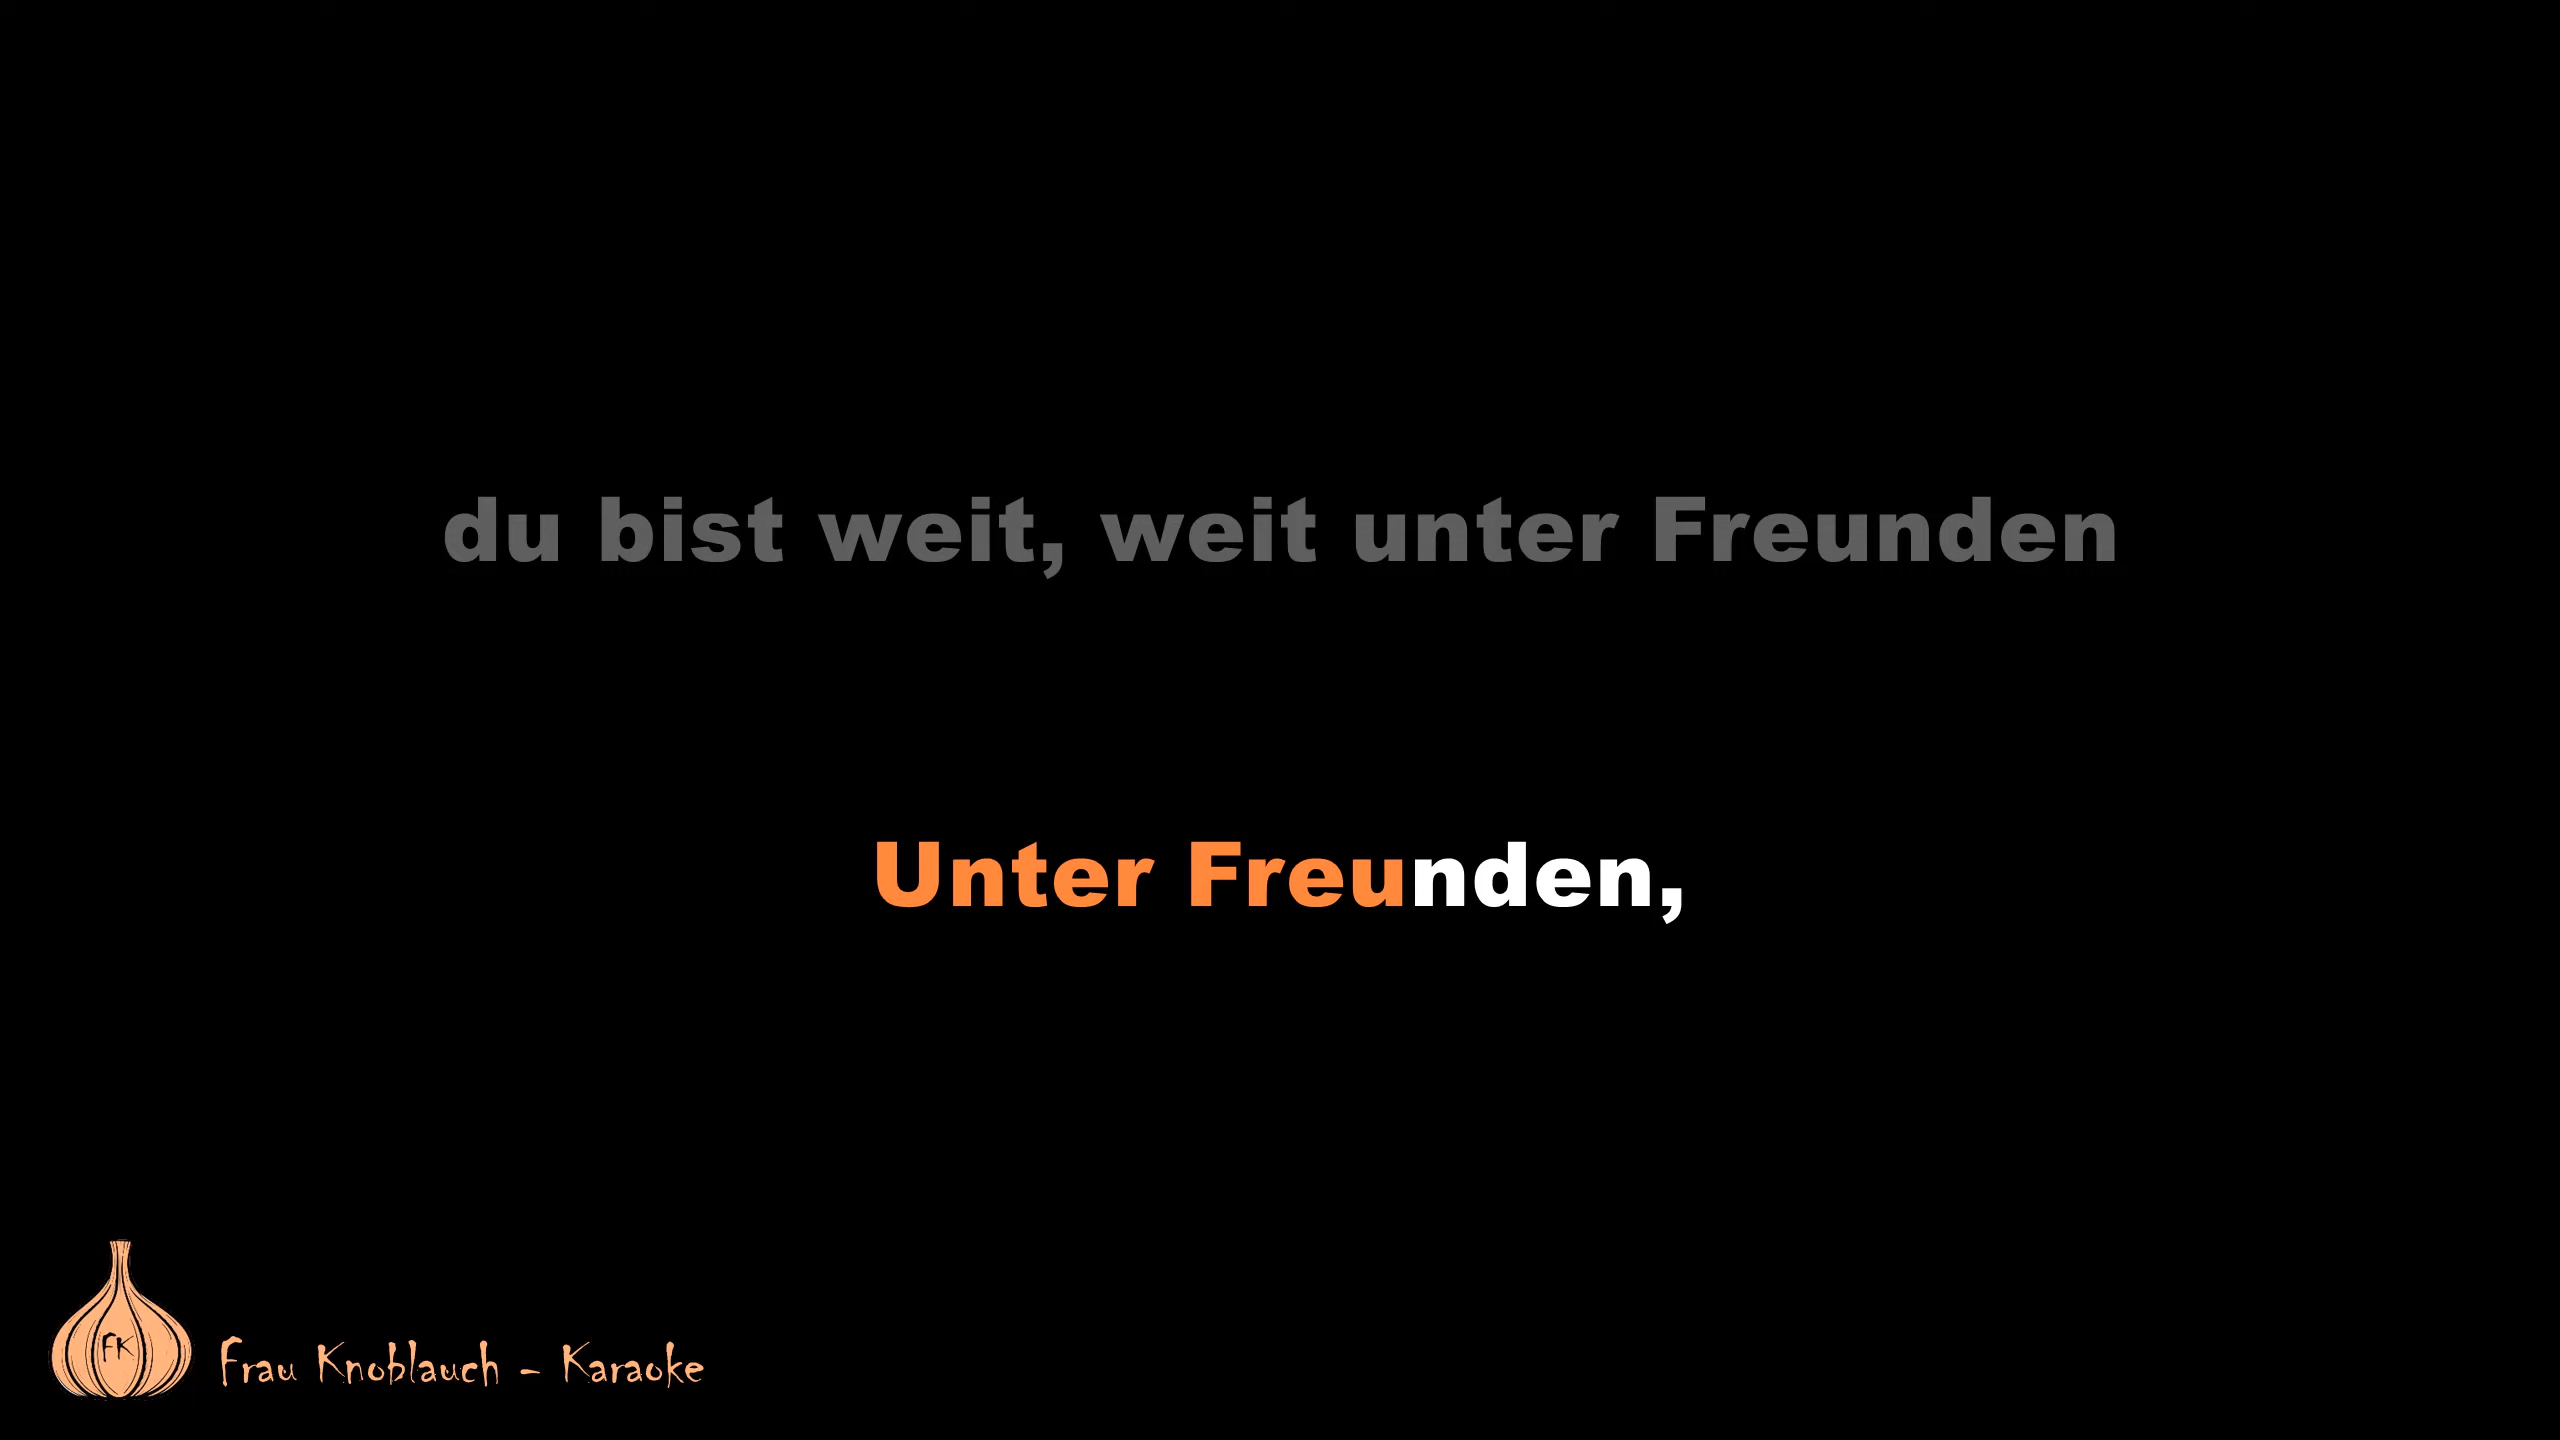 du bist weit, weit unter Freunden
Unter Freunden,
FK
Frau Knoblauch - Karaoke